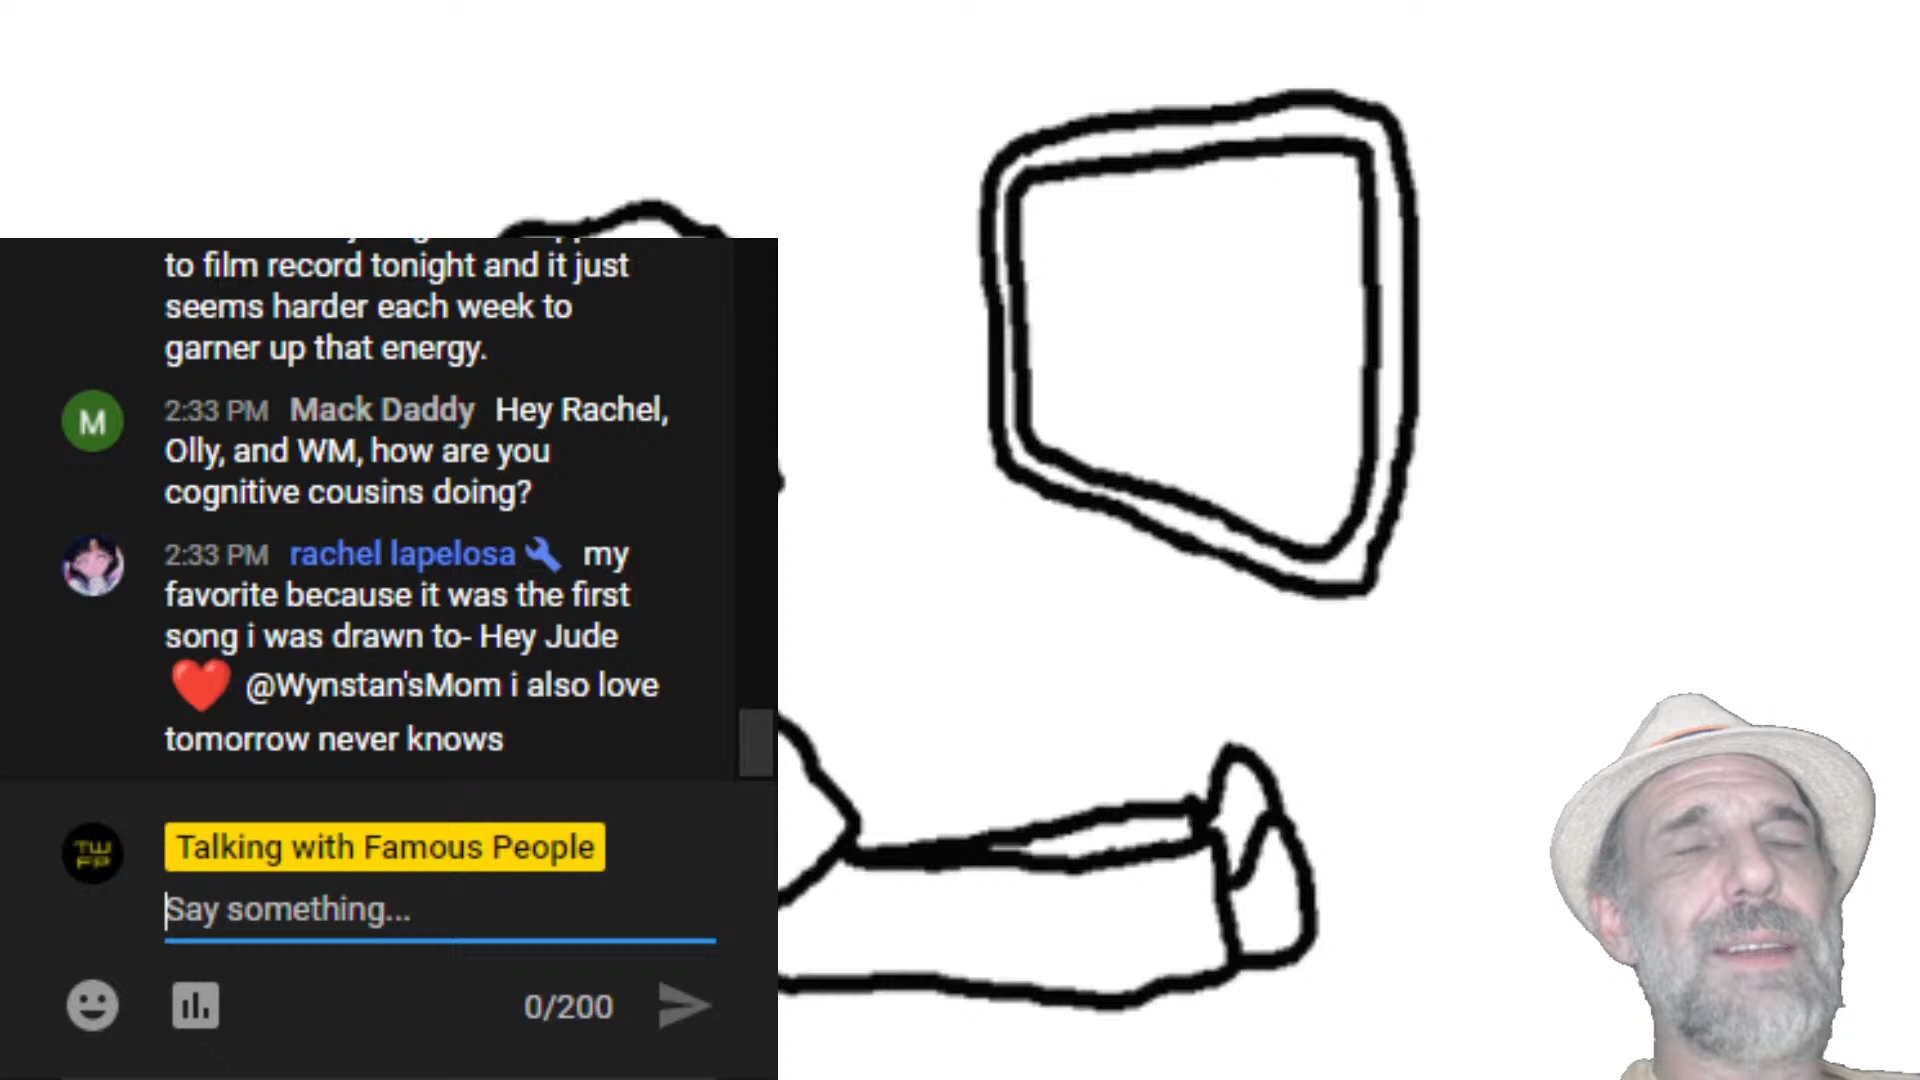 to film record tonight and it just
seems harder each week to
garner up that energy.
M
2:33 PM Mack Daddy Hey Rachel,
Olly, and WM, how are you
cognitive cousins doing?
2:33 PM rachel lapelosa my
favorite because it was the first
song i was drawn to- Hey Jude
@Wynstan'sMom i also love
tomorrow never knows
TW
FP
Talking with Famous People
Say something...
0/200